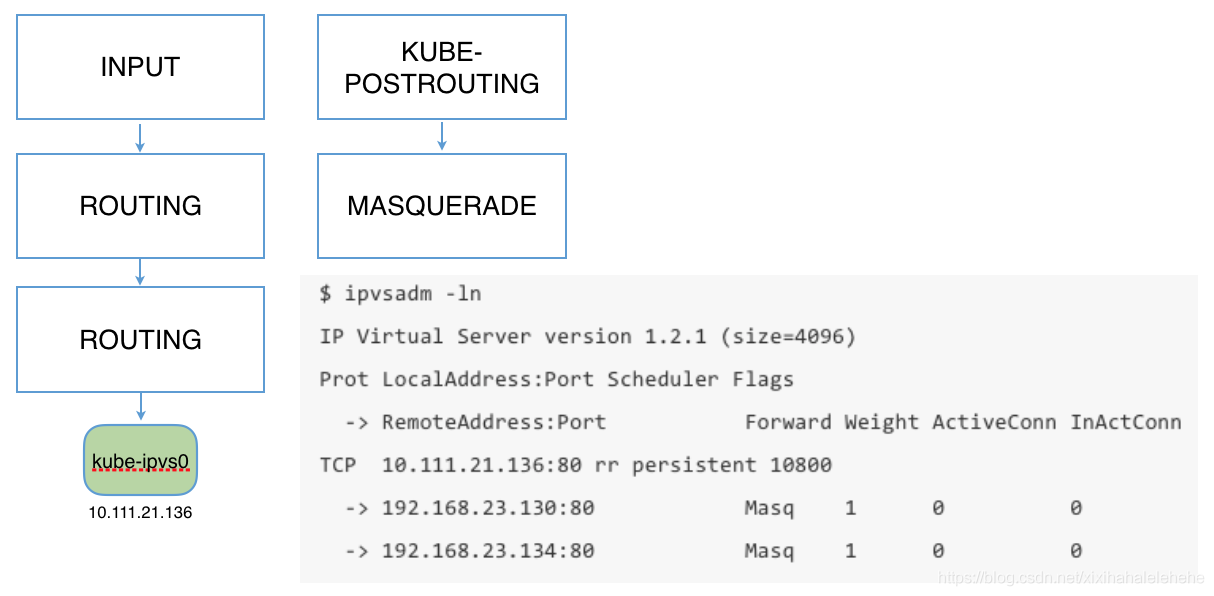 INPUT
KUBE-
POSTROUTING
ROUTING
MASQUERADE
ROUTING
kube-ipvs0
10.111.21.136
$ ipvsadm -ln
IP Virtual Server version 1.2.1 (size=4096)
Prot LocalAddress:Port Scheduler Flags
-> RemoteAddress:Port Forward Weight ActiveConn InActConn
TCP 10.111.21.136:80 rr persistent 10800
-> 192.168.23.130:80 Masq 1 0 0
-> 192.168.23.134:80 Masq 1 0 0
https://blog.csdn.net/xixihahalelehehe